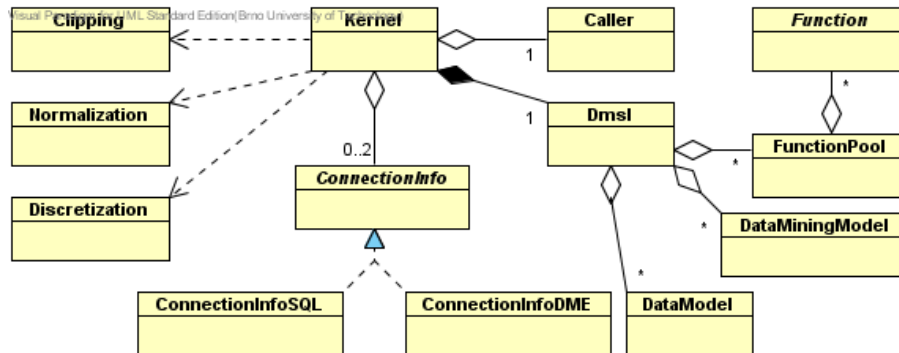 Visual Paradigm for UML Standard Edition(Brno University of Technology)
Clipping
Kernel
Caller
Function
1
*
Normalization
Dmsl
1
FunctionPool
*
0..2
ConnectionInfo
Discretization
DataMiningModel
*
*
ConnectionInfoSQL
ConnectionInfoDME
DataModel